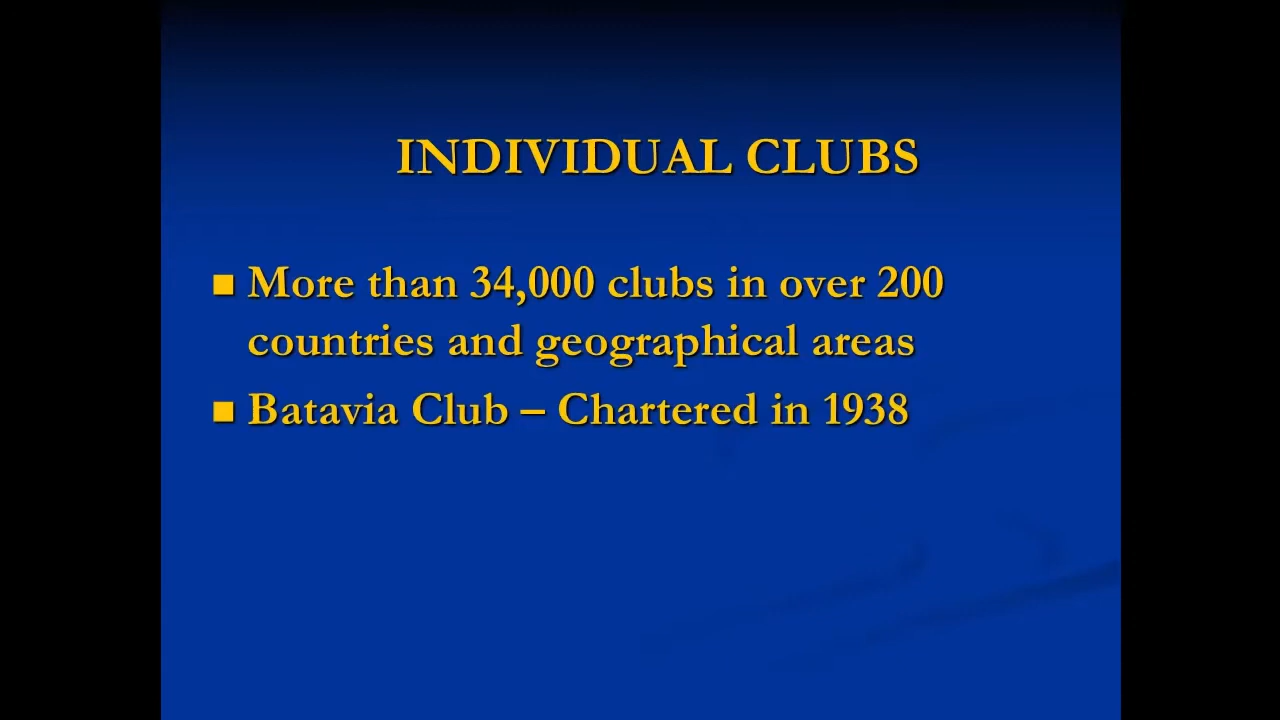 INDIVIDUAL CLUBS
■ More than 34,000 clubs in over 200
countries and geographical areas
■ Batavia Club – Chartered in 1938